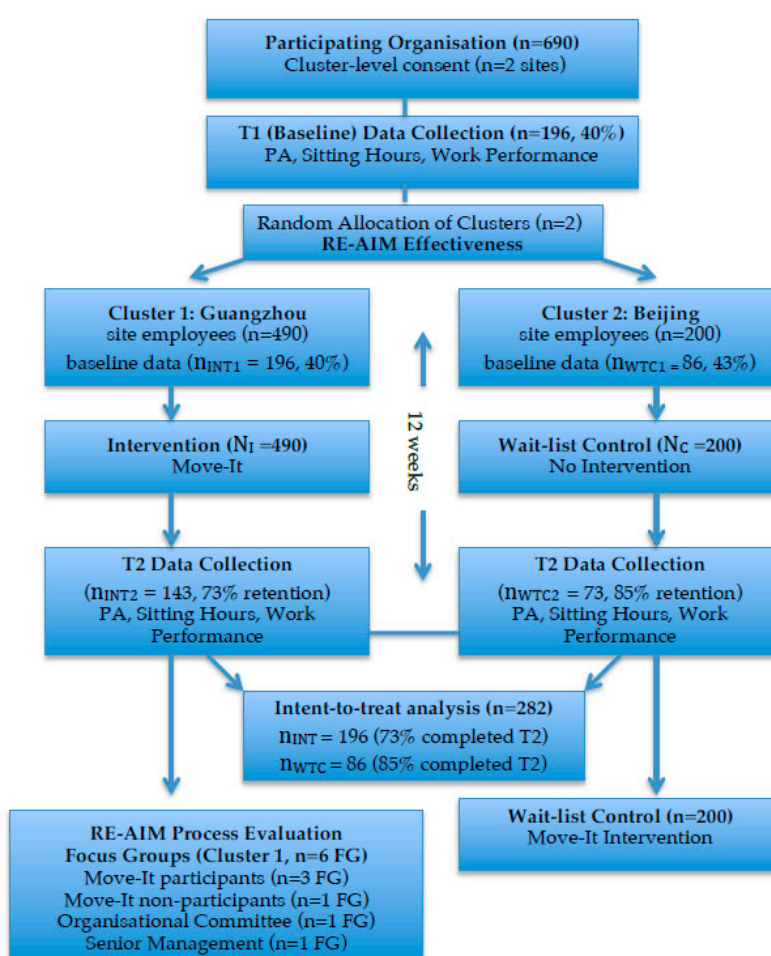 Participating Organisation (n=690)
Cluster-level consent (n=2 sites)
T1 (Baseline) Data Collection (n=196, 40%)
PA, Sitting Hours, Work Performance
Random Allocation of Clusters (n=2)
RE-AIM Effectiveness
Cluster 1: Guangzhou
site employees (n=490)
baseline data (nINT1 = 196, 40%)
Cluster 2: Beijing
site employees (n=200)
baseline data (nWTC1 = 86, 43%)
12 weeks
Intervention (NI =490)
Move-It
Wait-list Control (NC =200)
No Intervention
T2 Data Collection
(nINT2 = 143, 73% retention)
PA, Sitting Hours, Work
Performance
T2 Data Collection
(nWTC2 = 73, 85% retention)
PA, Sitting Hours, Work
Performance
Intent-to-treat analysis (n=282)
nINT = 196 (73% completed T2)
nWTC = 86 (85% completed T2)
RE-AIM Process Evaluation
Focus Groups (Cluster 1, n=6 FG)
Move-It participants (n=3 FG)
Move-It non-participants (n=1 FG)
Organisational Committee (n=1 FG)
Senior Management (n=1 FG)
Wait-list Control (n=200)
Move-It Intervention